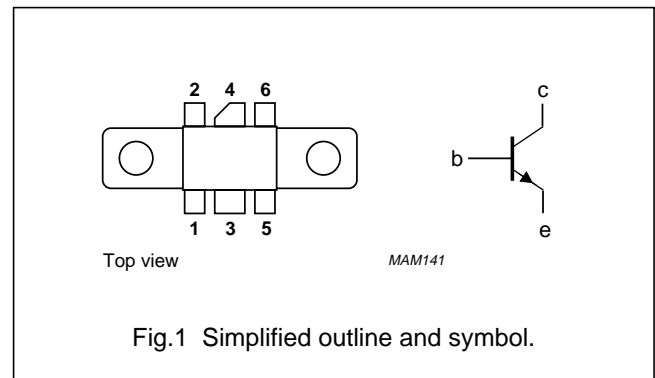 2 4 6
c
b
1 3 5
e
Top view MAM141
Fig.1 Simplified outline and symbol.